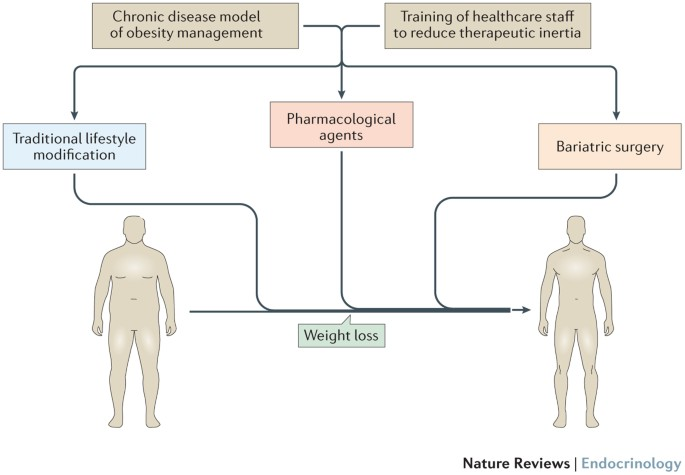 Chronic disease model
of obesity management
Training of healthcare staff
to reduce therapeutic inertia
Traditional lifestyle
modification
Pharmacological
agents
Bariatric surgery
Weight loss
Nature Reviews | Endocrinology